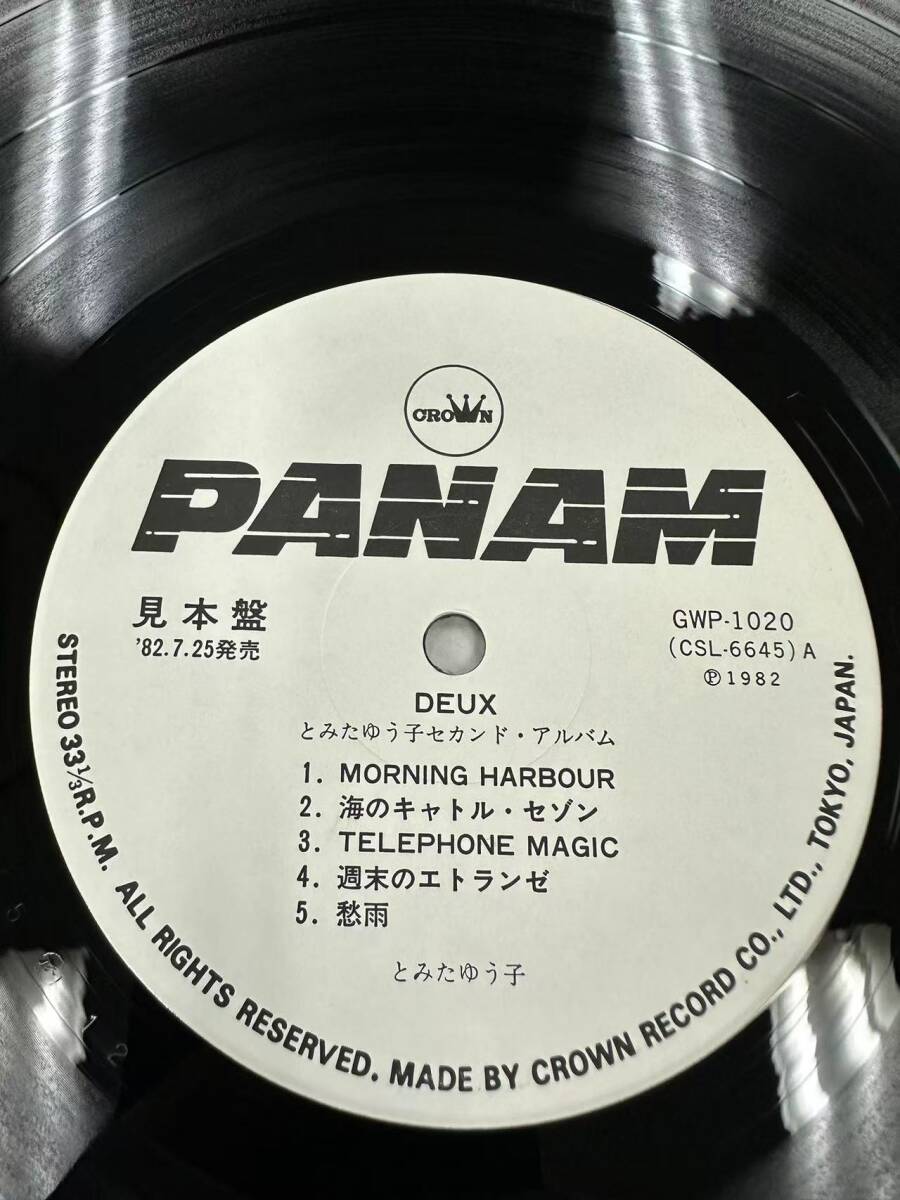 CROWN
PANAM
見本盤
'82.7.25発売
GWP-1020
(CSL-6645) A
Ⓟ1982
DEUX
とみたゆう子セカンド・アルバム
1. MORNING HARBOUR
2. 海のキャトル・セゾン
3. TELEPHONE MAGIC
4. 週末のエトランゼ
5. 愁雨
とみたゆう子
STEREO 33⅓ R.P.M. ALL RIGHTS RESERVED. MADE BY CROWN RECORD CO., LTD., TOKYO, JAPAN.